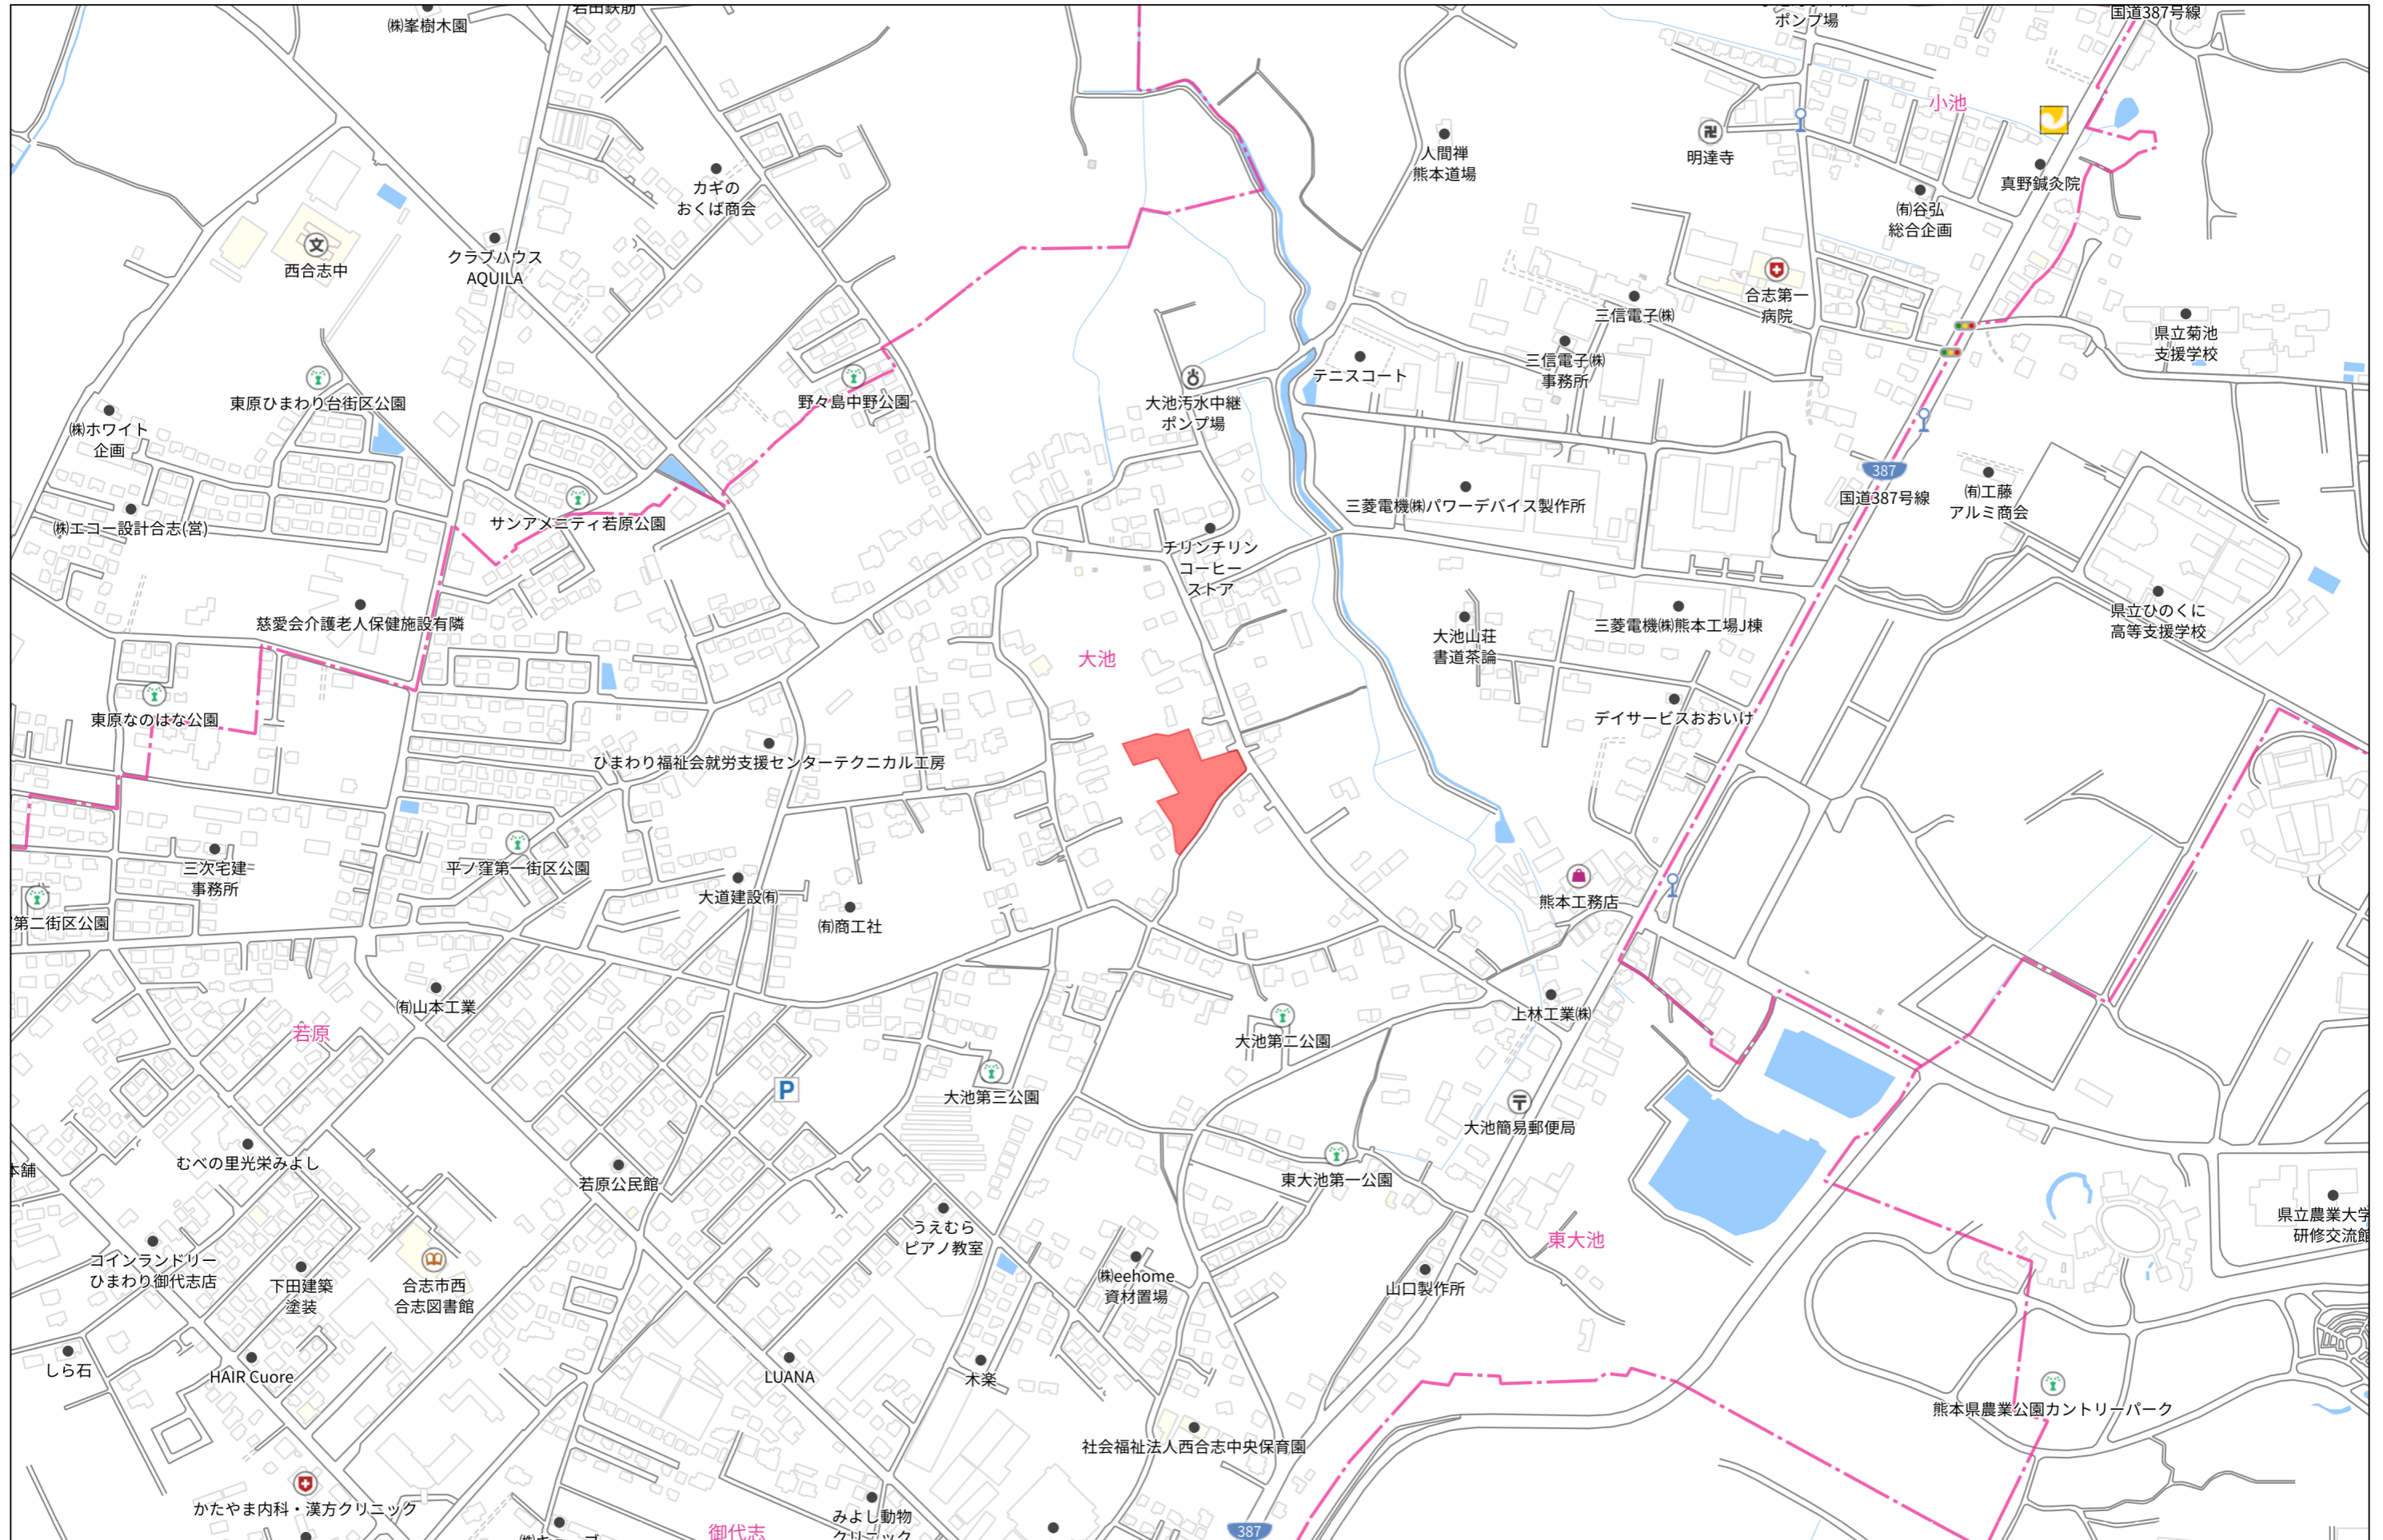 ㈱峯樹木園
岩田鉄筋
ポンプ場
国道387号線
小池
人間禅
熊本道場
明達寺
真野鍼灸院
カギの
おくば商会
㈲谷弘
総合企画
西合志中
クラブハウス
AQUILA
合志第一
病院
三信電子㈱
県立菊池
支援学校
三信電子㈱
事務所
テニスコート
東原ひまわり台街区公園
野々島中野公園
大池汚水中継
ポンプ場
㈱ホワイト
企画
387
国道387号線
㈲工藤
アルミ商会
三菱電機㈱パワーデバイス製作所
㈱エコー設計合志(営)
サンアメニティ若原公園
チリンチリン
コーヒー
ストア
慈愛会介護老人保健施設有隣
大池山荘
書道茶論
三菱電機㈱熊本工場J棟
県立ひのくに
高等支援学校
大池
東原なのはな公園
デイサービスおおいけ
ひまわり福祉会就労支援センターテクニカル工房
三次宅建
事務所
平ノ窪第一街区公園
大道建設㈲
㈲商工社
熊本工務店
第二街区公園
㈲山本工業
上林工業㈱
若原
大池第二公園
P
大池第三公園
大池簡易郵便局
むべの里光栄みよし
本舗
若原公民館
東大池第一公園
うえむら
ピアノ教室
東大池
県立農業大学
研修交流館
コインランドリー
ひまわり御代志店
下田建築
塗装
合志市西
合志図書館
㈱eehome
資材置場
山口製作所
しら石
HAIR Cuore
LUANA
木楽
熊本県農業公園カントリーパーク
社会福祉法人西合志中央保育園
かたやま内科・漢方クリニック
みよし動物
クリニック
御代志
387